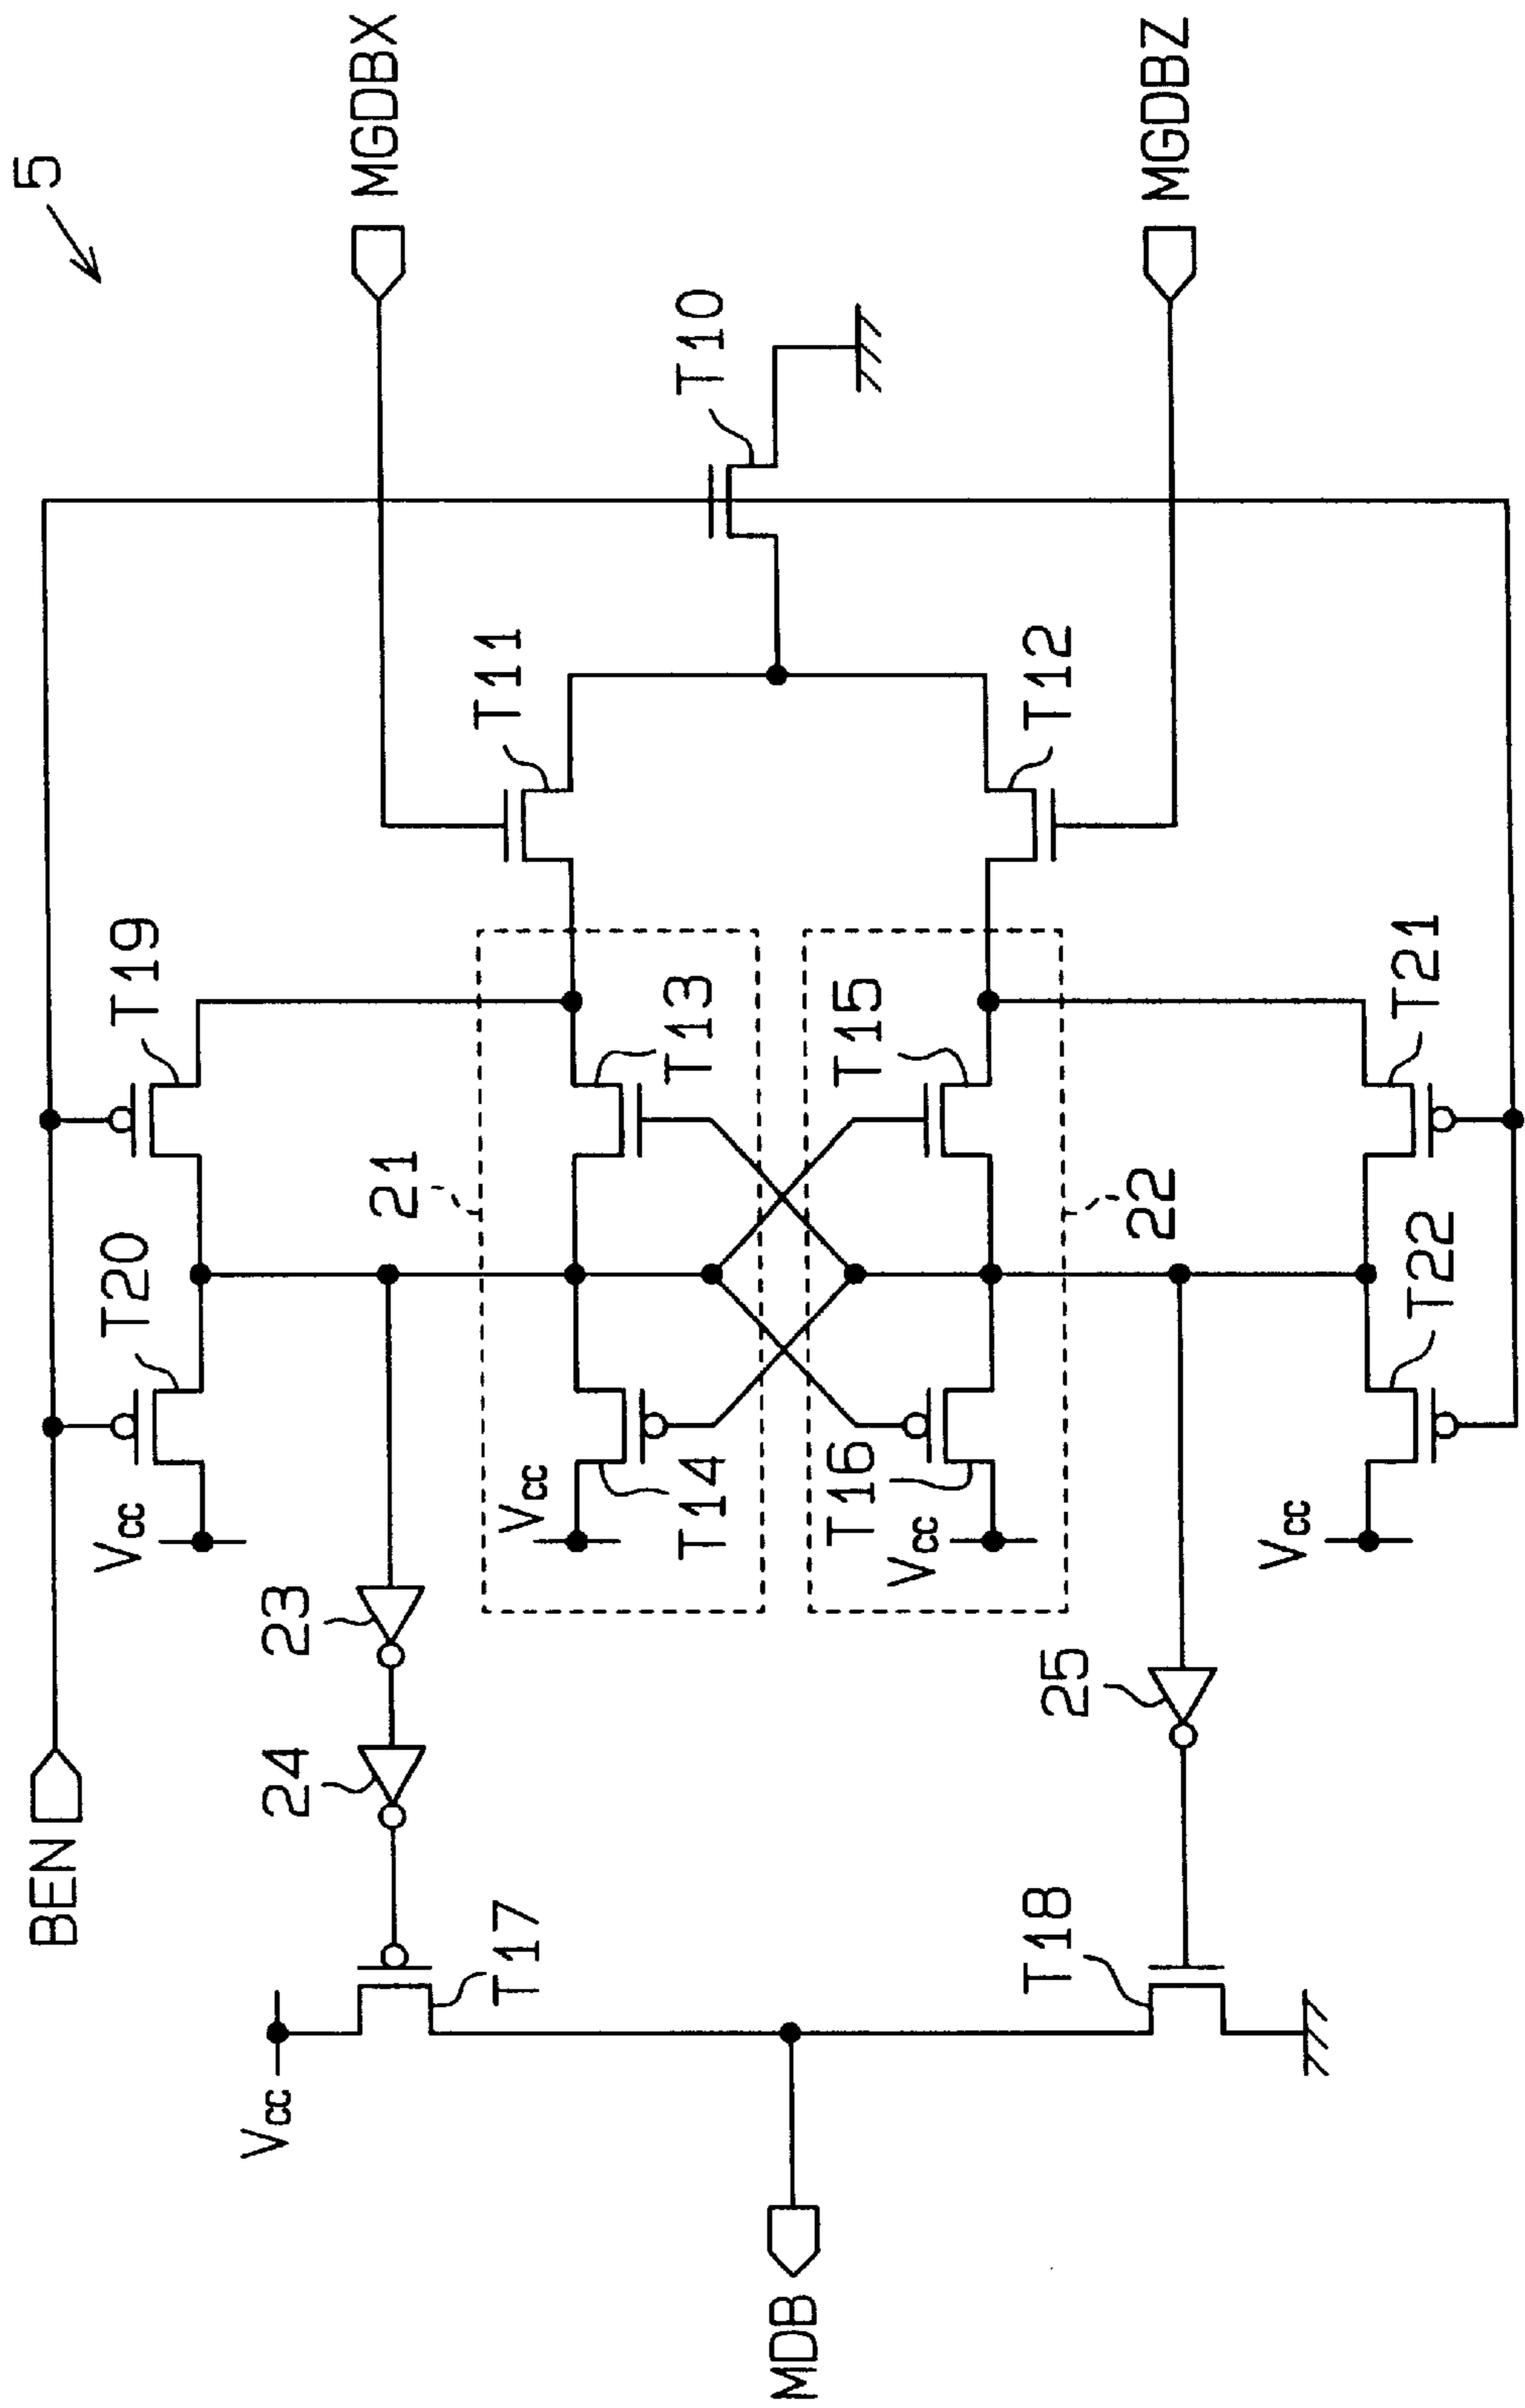 5
MGDBX
MGDBZ
T10
T11
T12
T19
T13
T15
T21
21
22
T20
T22
Vcc
Vcc
T14
T16
Vcc
Vcc
23
25
24
BEN
T17
T18
Vcc
MDB